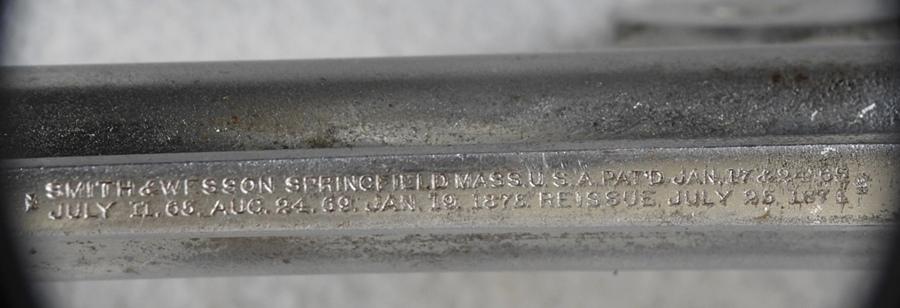 SMITH & WESSON SPRINGFIELD MASS. U.S.A. PAT'D. JAN. 17 & 24. 65
JULY 11. 65. AUG. 24. 69. JAN. 19. 1875. REISSUE. JULY 25. 1871